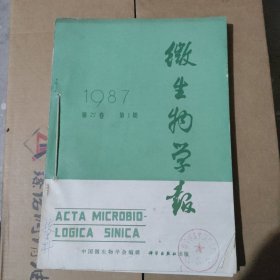 微生物学报
1987
第27卷 第1期
ACTA MICROBIO-
LOGICA SINICA
中国微生物学会编辑 科学出版社出版